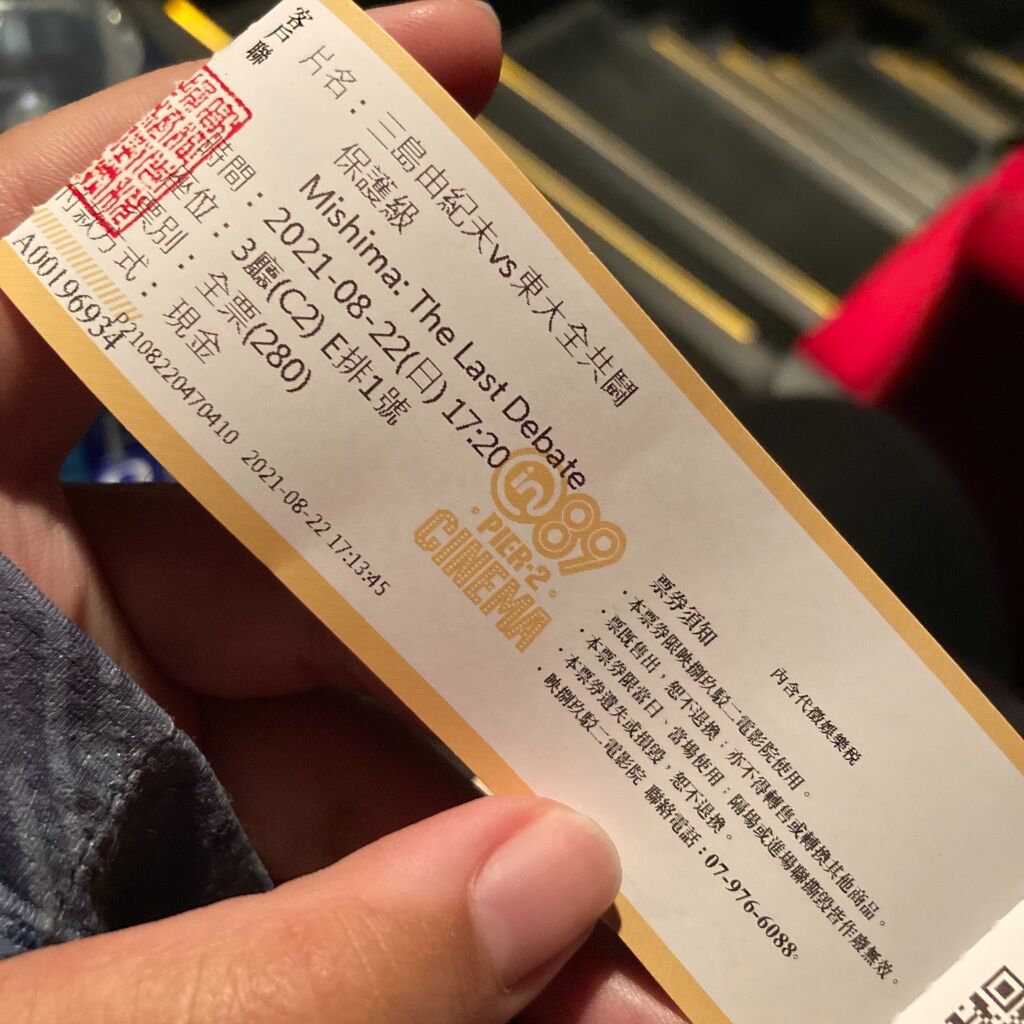 客戶聯
片名：三島由紀夫vs東大全共鬪
保護級
Mishima: The Last Debate
時間：2021-08-22(日) 17:20
座位：3廳(C2) E排1號
票別：全票(280)
付款方式：現金
P210822047041０ 2021-08-22 17:13:45
A00196934
in89
PIER-2
CINEMA
內含代徵娛樂稅
票券須知
·本票券限映捌玖駁二電影院使用。
·票既售出，恕不退換；亦不得轉售或轉換其他商品。
·本票券限當日、當場使用；隔場或進場聯撕毀皆作廢無效。
·本票券遺失或損毀，恕不退換。
·映捌玖駁二電影院 聯絡電話：07-976-6088。